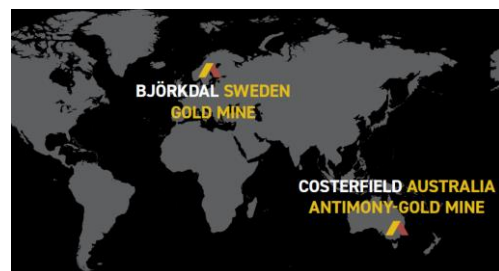 BJÖRKDAL SWEDEN
GOLD MINE
COSTERFIELD AUSTRALIA
ANTIMONY-GOLD MINE